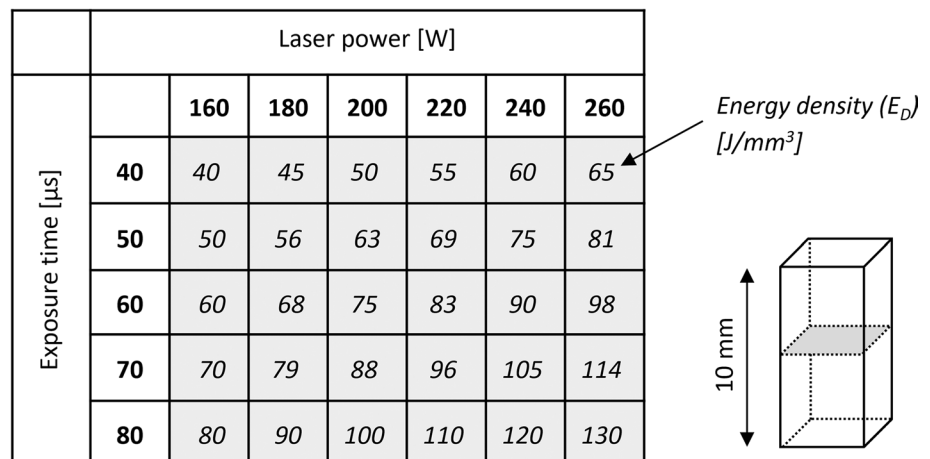 Laser power [W]
160 180 200 220 240 260
Energy density (E_D)
[J/mm³]
Exposure time [µs]
40 40 45 50 55 60 65
50 50 56 63 69 75 81
60 60 68 75 83 90 98
70 70 79 88 96 105 114
80 80 90 100 110 120 130
10 mm